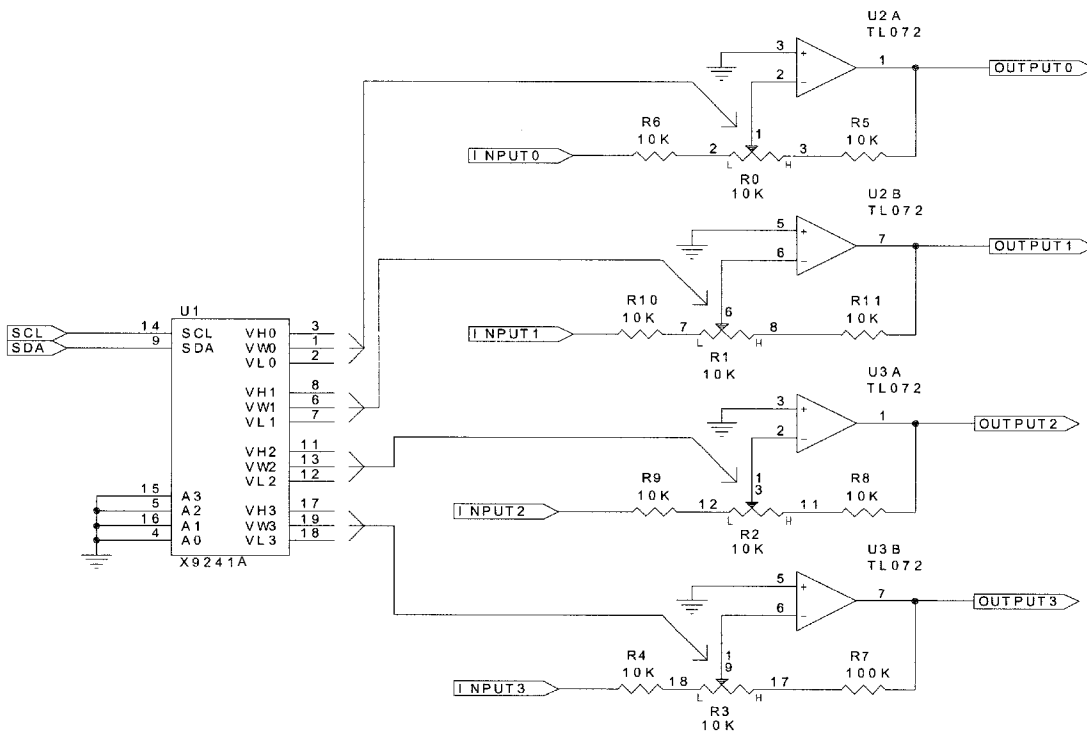 U2A
TL072
3
+
2
-
1
OUTPUT0
R6
10K
1
R5
10K
INPUT0
2
L
H
3
R0
10K
U2B
TL072
5
+
6
-
7
OUTPUT1
R10
10K
6
R11
10K
INPUT1
7
L
H
8
R1
10K
U1
SCL
14
SCL
VH0
3
SDA
9
SDA
VW0
1
VL0
2
VH1
8
VW1
6
VL1
7
VH2
11
VW2
13
VL2
12
15
A3
VH3
17
5
A2
VW3
19
16
A1
VL3
18
4
A0
X9241A
U3A
TL072
3
+
2
-
1
OUTPUT2
R9
10K
1
3
R8
10K
INPUT2
12
L
H
11
R2
10K
U3B
TL072
5
+
6
-
7
OUTPUT3
R4
10K
1
9
R7
100K
INPUT3
18
L
H
17
R3
10K